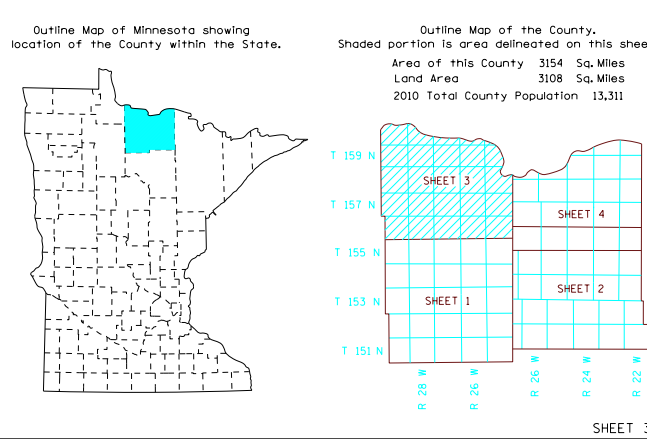 Outline Map of Minnesota showing
location of the County within the State.
Outline Map of the County.
Shaded portion is area delineated on this shee
Area of this County 3154 Sq. Miles
Land Area 3108 Sq. Miles
2010 Total County Population 13,311
T 159 N
SHEET 3
T 157 N
SHEET 4
T 155 N
SHEET 2
T 153 N
SHEET 1
T 151 N
R 28 W
R 26 W
R 26 W
R 24 W
R 22 W
SHEET 3